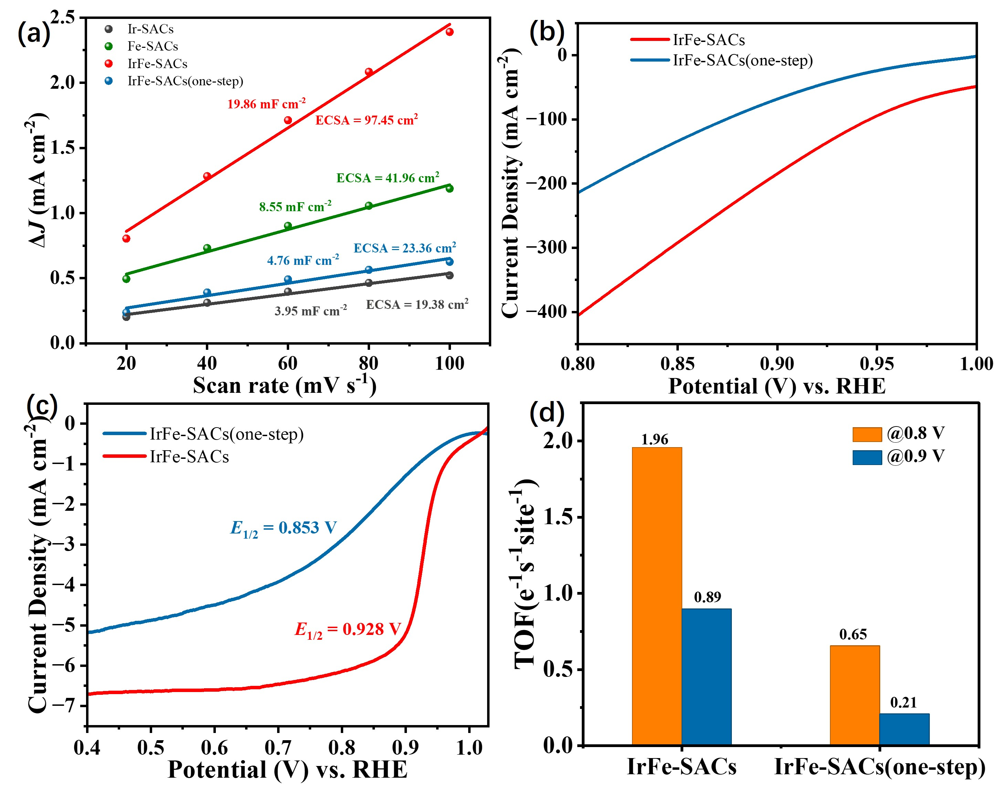 (a)
2.5
2.0
1.5
1.0
0.5
0.0
ΔJ (mA cm⁻²)
Ir-SACs
Fe-SACs
IrFe-SACs
IrFe-SACs(one-step)
19.86 mF cm⁻²
ECSA = 97.45 cm²
ECSA = 41.96 cm²
8.55 mF cm⁻²
ECSA = 23.36 cm²
4.76 mF cm⁻²
3.95 mF cm⁻²
ECSA = 19.38 cm²
20 40 60 80 100
Scan rate (mV s⁻¹)
(b)
0
−100
−200
−300
−400
Current Density (mA cm⁻²)
IrFe-SACs
IrFe-SACs(one-step)
0.80 0.85 0.90 0.95 1.00
Potential (V) vs. RHE
(c)
0
−1
−2
−3
−4
−5
−6
−7
Current Density (mA cm⁻²)
IrFe-SACs(one-step)
IrFe-SACs
E₁/₂ = 0.853 V
E₁/₂ = 0.928 V
0.4 0.5 0.6 0.7 0.8 0.9 1.0
Potential (V) vs. RHE
(d)
2.0
1.5
1.0
0.5
0.0
TOF(e⁻¹s⁻¹site⁻¹)
@0.8 V
@0.9 V
1.96
0.89
0.65
0.21
IrFe-SACs IrFe-SACs(one-step)